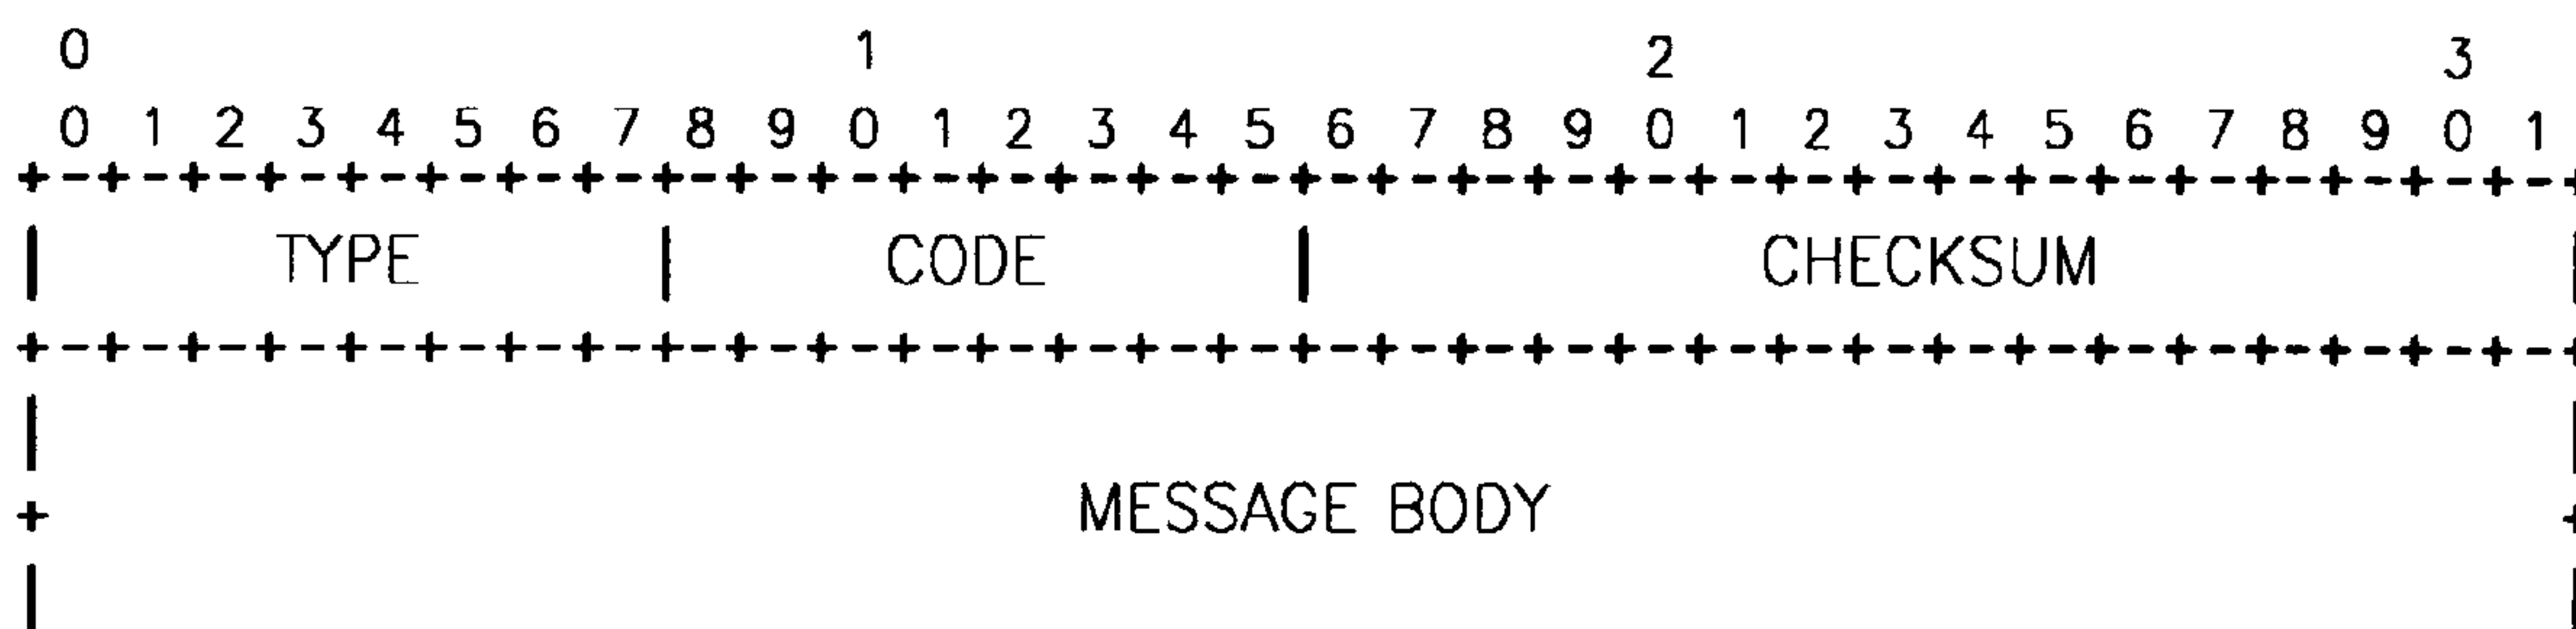 0 1 2 3
0 1 2 3 4 5 6 7 8 9 0 1 2 3 4 5 6 7 8 9 0 1 2 3 4 5 6 7 8 9 0 1
+-+-+-+-+-+-+-+-+-+-+-+-+-+-+-+-+-+-+-+-+-+-+-+-+-+-+-+-+-+-+-+-+
| TYPE | CODE | CHECKSUM |
+-+-+-+-+-+-+-+-+-+-+-+-+-+-+-+-+-+-+-+-+-+-+-+-+-+-+-+-+-+-+-+-+
| |
+ MESSAGE BODY +
| |